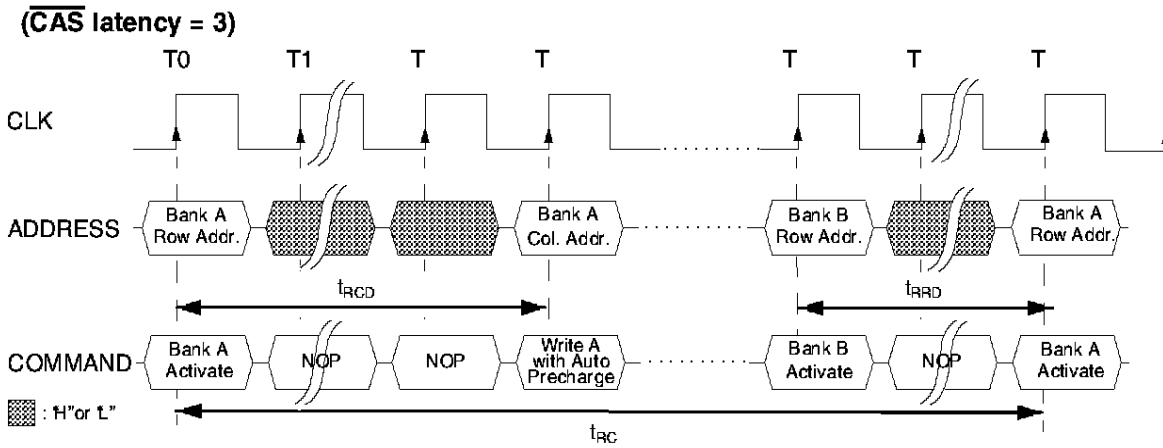 (CAS latency = 3)
T0 T1 T T T T T
CLK
ADDRESS
Bank A
Row Addr.
Bank A
Col. Addr.
Bank B
Row Addr.
Bank A
Row Addr.
tRCD
tRRD
COMMAND
Bank A
Activate
NOP
NOP
Write A
with Auto
Precharge
Bank B
Activate
NOP
Bank A
Activate
: "H" or "L"
tRC